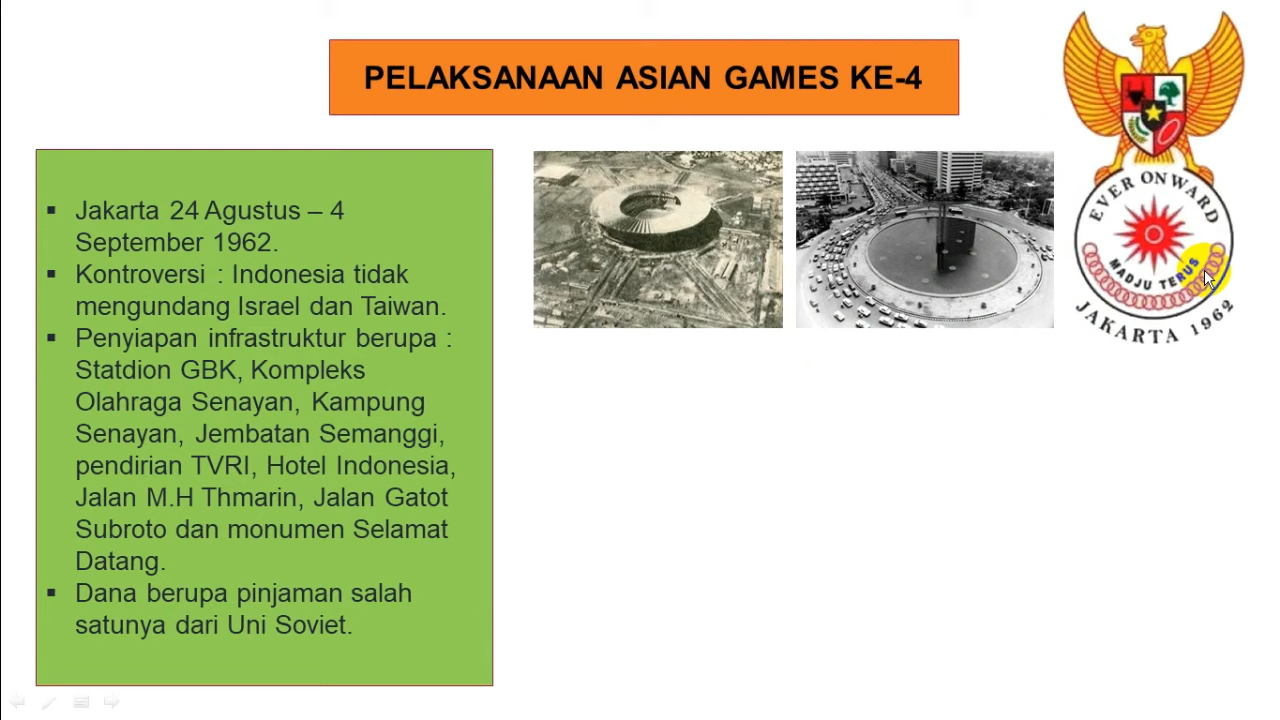 PELAKSANAAN ASIAN GAMES KE-4
▪ Jakarta 24 Agustus – 4
September 1962.
▪ Kontroversi : Indonesia tidak
mengundang Israel dan Taiwan.
▪ Penyiapan infrastruktur berupa :
Statdion GBK, Kompleks
Olahraga Senayan, Kampung
Senayan, Jembatan Semanggi,
pendirian TVRI, Hotel Indonesia,
Jalan M.H Thmarin, Jalan Gatot
Subroto dan monumen Selamat
Datang.
▪ Dana berupa pinjaman salah
satunya dari Uni Soviet.
EVER ONWARD
MADJU TERUS
JAKARTA 1962